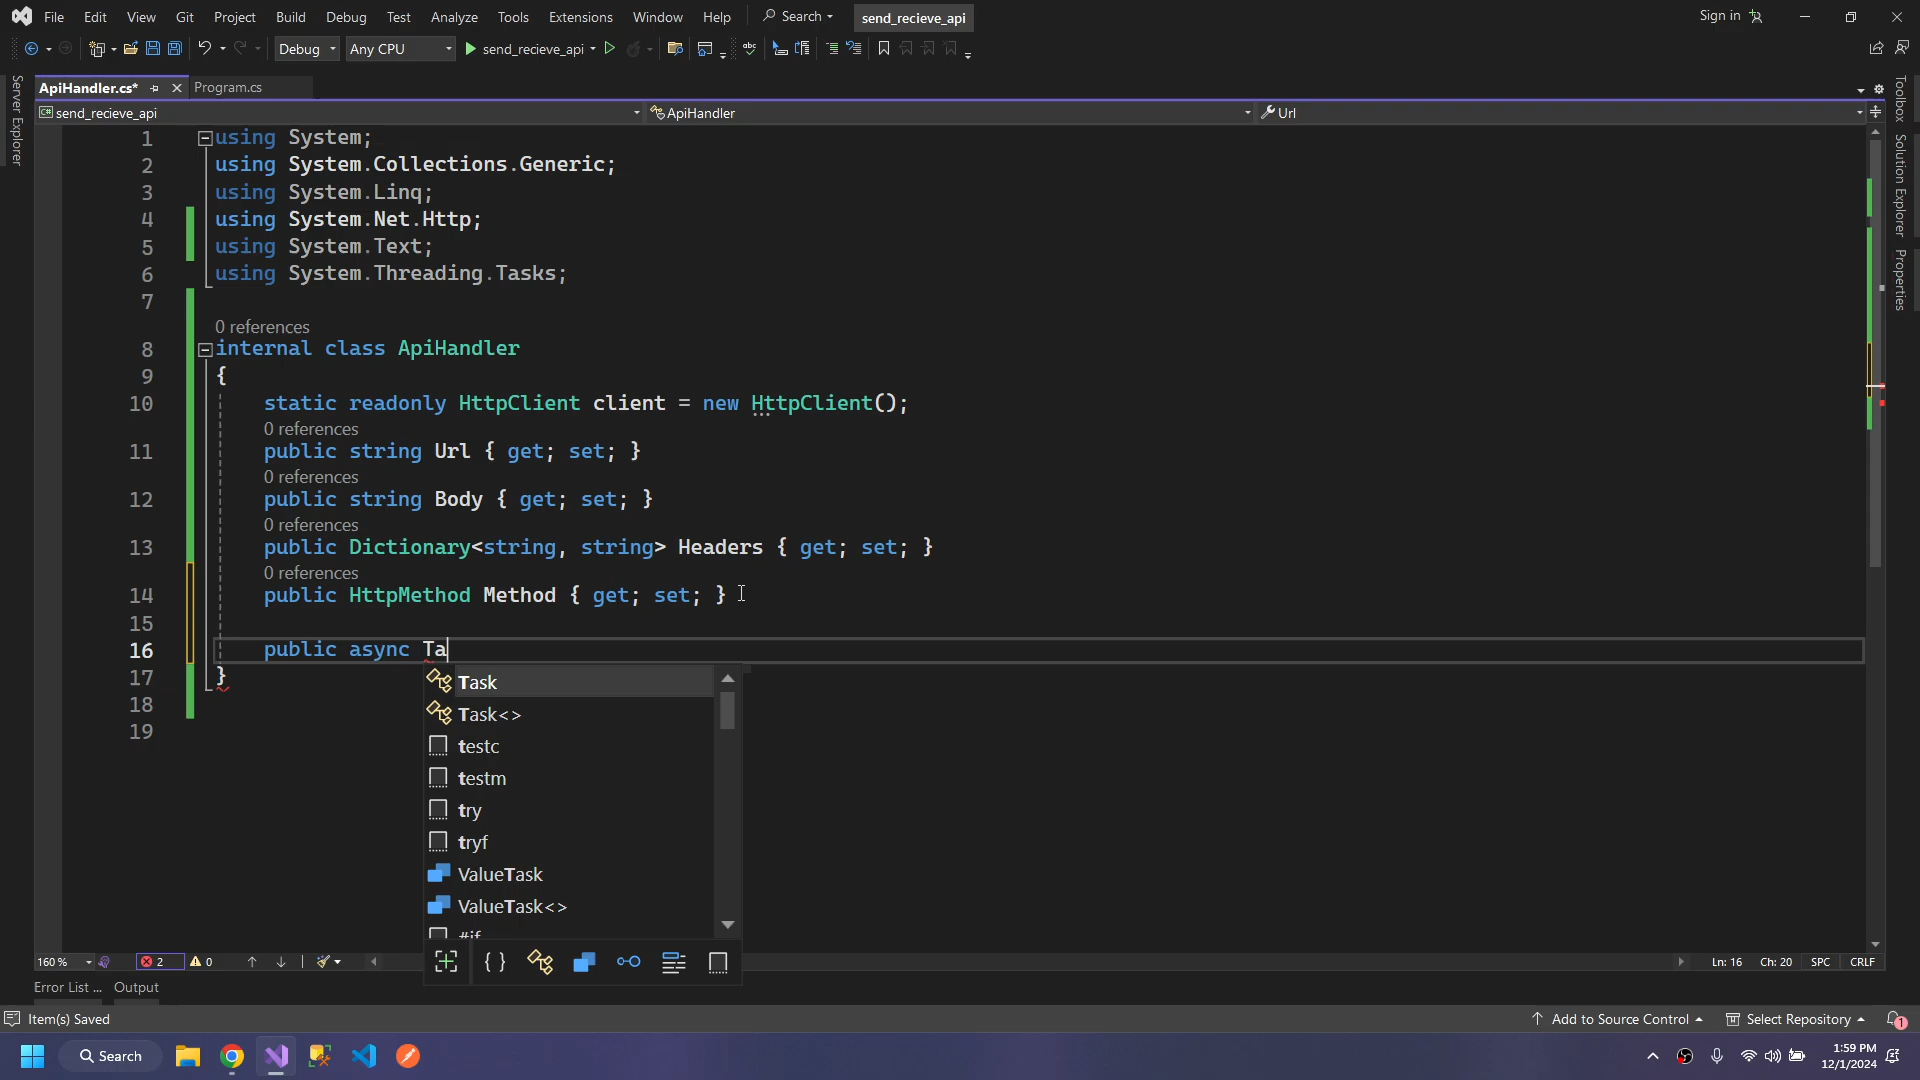 File Edit View Git Project Build Debug Test Analyze Tools Extensions Window Help Search send_recieve_api Sign in
Debug Any CPU send_recieve_api
ApiHandler.cs* Program.cs
send_recieve_api ApiHandler Url
Server Explorer
Toolbox
Solution Explorer
Properties
1 using System;
2 using System.Collections.Generic;
3 using System.Linq;
4 using System.Net.Http;
5 using System.Text;
6 using System.Threading.Tasks;
7
0 references
8 internal class ApiHandler
9 {
10 static readonly HttpClient client = new HttpClient();
0 references
11 public string Url { get; set; }
0 references
12 public string Body { get; set; }
0 references
13 public Dictionary<string, string> Headers { get; set; }
0 references
14 public HttpMethod Method { get; set; }
15
16 public async Ta
17 }
18
19
Task
Task<>
testc
testm
try
tryf
ValueTask
ValueTask<>
#if
160 % 2 0 Ln: 16 Ch: 20 SPC CRLF
Error List ... Output
Item(s) Saved Add to Source Control Select Repository 1
Search 1:59 PM
12/1/2024